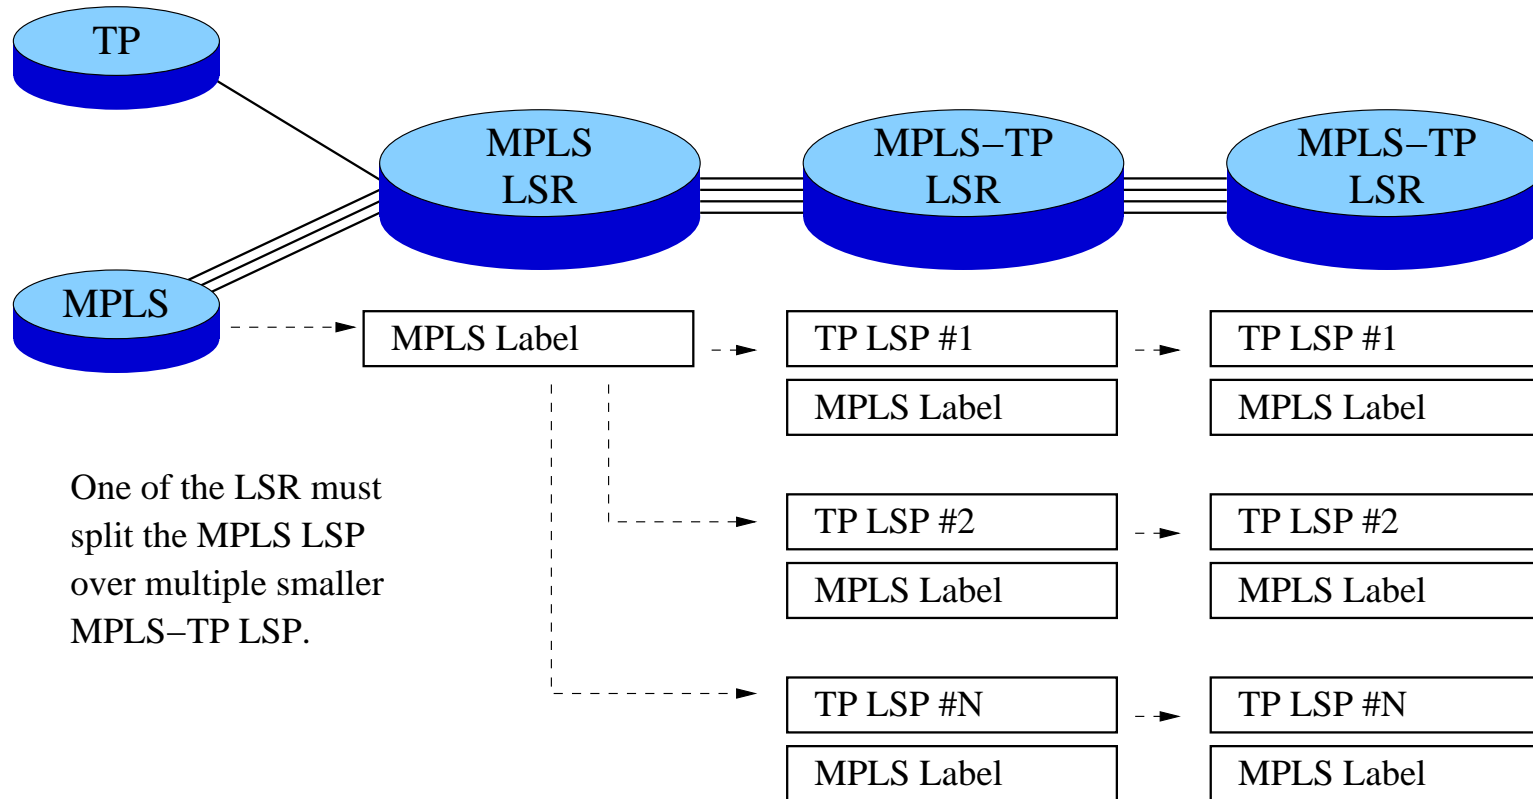 TP
MPLS
LSR
MPLS−TP
LSR
MPLS−TP
LSR
MPLS
MPLS Label
TP LSP #1
MPLS Label
TP LSP #1
MPLS Label
One of the LSR must
split the MPLS LSP
over multiple smaller
MPLS−TP LSP.
TP LSP #2
MPLS Label
TP LSP #2
MPLS Label
TP LSP #N
MPLS Label
TP LSP #N
MPLS Label